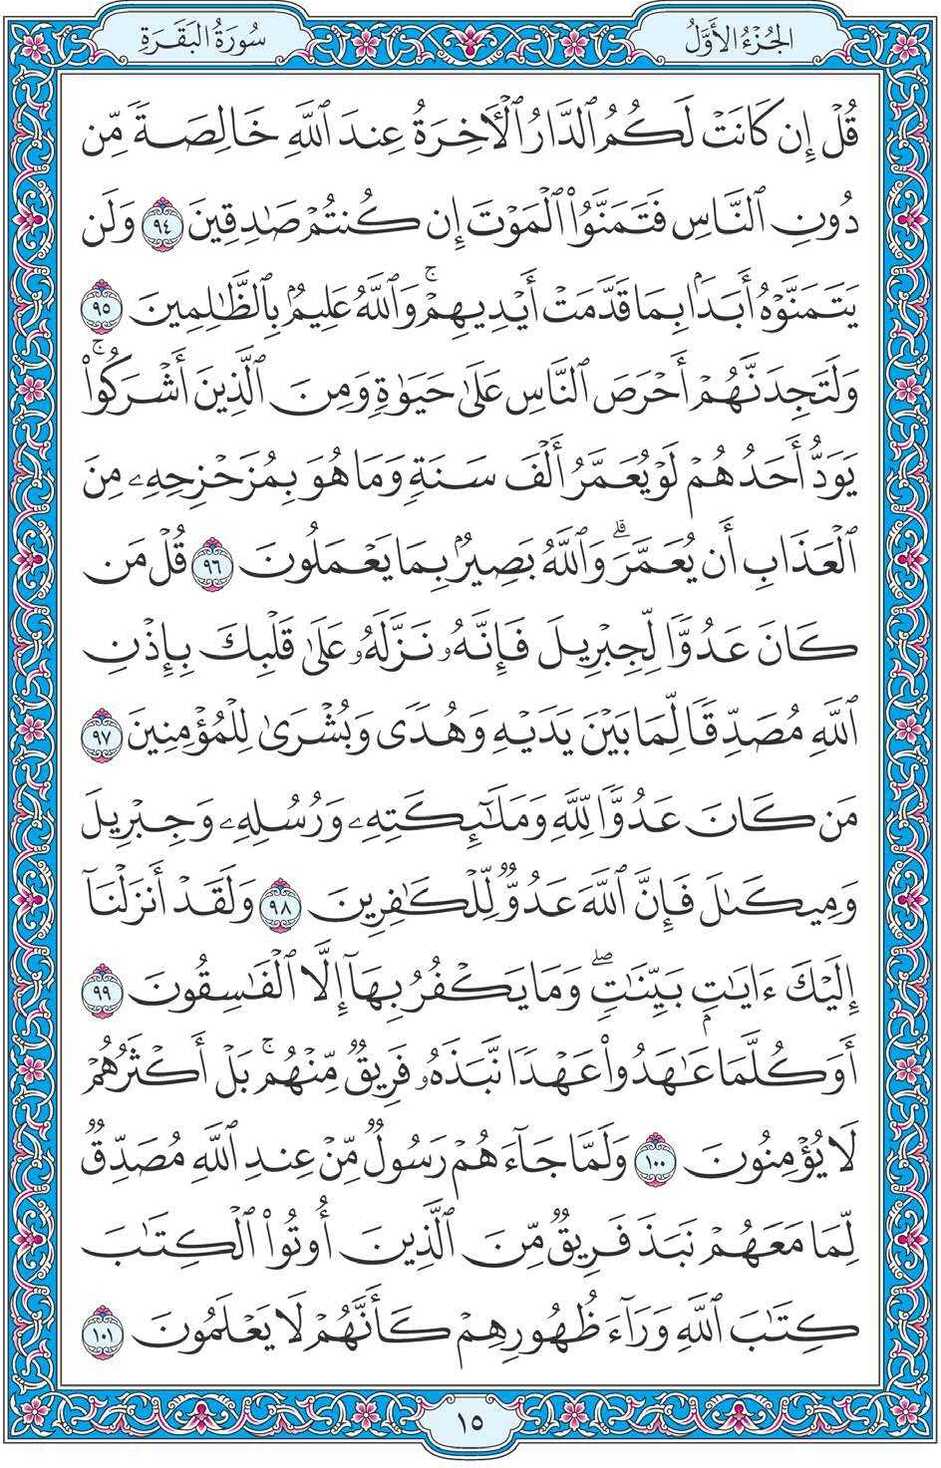 الجُزْءُ الأَوَّلُ
سُورَةُ البَقَرَةِ
قُلْ إِن كَانَتْ لَكُمُ ٱلدَّارُ ٱلْأٓخِرَةُ عِندَ ٱللَّهِ خَالِصَةً مِّن
دُونِ ٱلنَّاسِ فَتَمَنَّوُا۟ ٱلْمَوْتَ إِن كُنتُمْ صَٰدِقِينَ ٩٤ وَلَن
يَتَمَنَّوْهُ أَبَدًۢا بِمَا قَدَّمَتْ أَيْدِيهِمْ ۚ وَٱللَّهُ عَلِيمٌۢ بِٱلظَّٰلِمِينَ ٩٥
وَلَتَجِدَنَّهُمْ أَحْرَصَ ٱلنَّاسِ عَلَىٰ حَيَوٰةٍ وَمِنَ ٱلَّذِينَ أَشْرَكُوا۟ ۚ
يَوَدُّ أَحَدُهُمْ لَوْ يُعَمَّرُ أَلْفَ سَنَةٍ وَمَا هُوَ بِمُزَحْزِحِهِۦ مِنَ
ٱلْعَذَابِ أَن يُعَمَّرَ ۗ وَٱللَّهُ بَصِيرٌۢ بِمَا يَعْمَلُونَ ٩٦ قُلْ مَن
كَانَ عَدُوًّا لِّجِبْرِيلَ فَإِنَّهُۥ نَزَّلَهُۥ عَلَىٰ قَلْبِكَ بِإِذْنِ
ٱللَّهِ مُصَدِّقًا لِّمَا بَيْنَ يَدَيْهِ وَهُدًى وَبُشْرَىٰ لِلْمُؤْمِنِينَ ٩٧
مَن كَانَ عَدُوًّا لِّلَّهِ وَمَلَٰٓئِكَتِهِۦ وَرُسُلِهِۦ وَجِبْرِيلَ
وَمِيكَىٰلَ فَإِنَّ ٱللَّهَ عَدُوٌّ لِّلْكَٰفِرِينَ ٩٨ وَلَقَدْ أَنزَلْنَآ
إِلَيْكَ ءَايَٰتٍۭ بَيِّنَٰتٍ ۖ وَمَا يَكْفُرُ بِهَآ إِلَّا ٱلْفَٰسِقُونَ ٩٩
أَوَكُلَّمَا عَٰهَدُوا۟ عَهْدًا نَّبَذَهُۥ فَرِيقٌ مِّنْهُم ۚ بَلْ أَكْثَرُهُمْ
لَا يُؤْمِنُونَ ١٠٠ وَلَمَّا جَآءَهُمْ رَسُولٌ مِّنْ عِندِ ٱللَّهِ مُصَدِّقٌ
لِّمَا مَعَهُمْ نَبَذَ فَرِيقٌ مِّنَ ٱلَّذِينَ أُوتُوا۟ ٱلْكِتَٰبَ
كِتَٰبَ ٱللَّهِ وَرَآءَ ظُهُورِهِمْ كَأَنَّهُمْ لَا يَعْلَمُونَ ١٠١
١٥